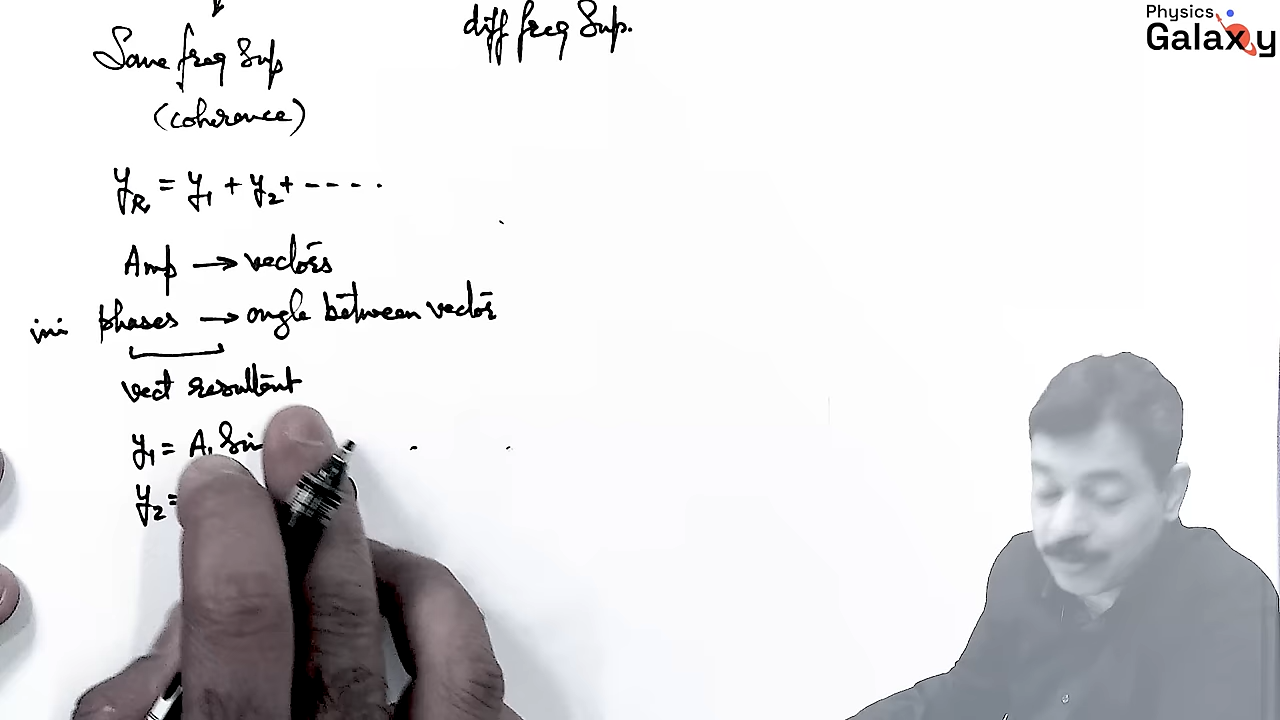 Same freq Sup
(coherence)
diff freq Sup.
Physics
Galaxy
y_R = y_1 + y_2 + ----.
Amp → vectors
ini phases → angle between vector
vect resultant
y_1 = A_1 Sin
y_2 =